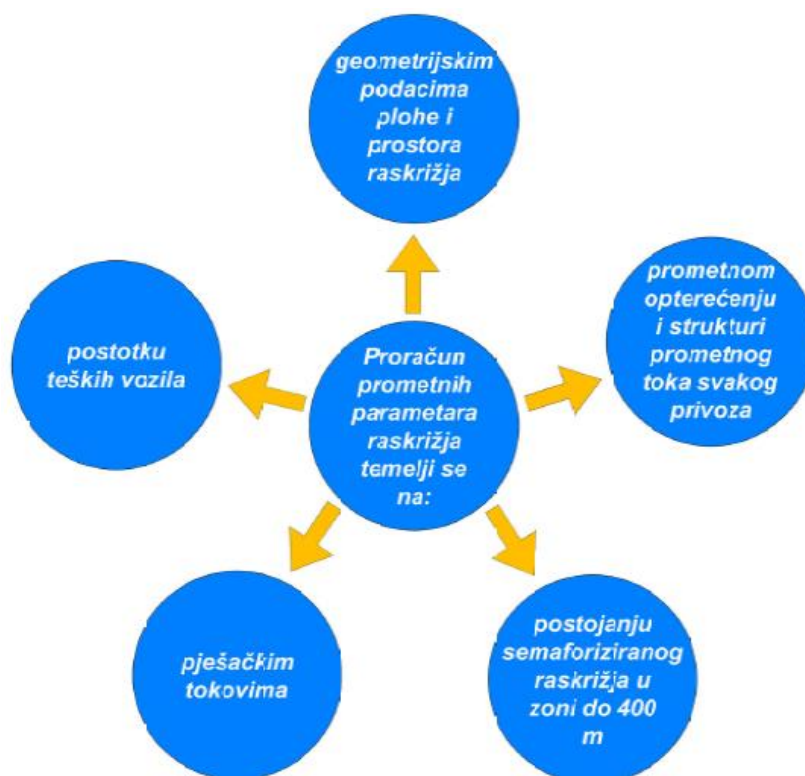 geometrijskim
podacima
plohe i
prostora
raskrižja
prometnom
opterećenju
i strukturi
prometnog
toka svakog
privoza
postotku
teških vozila
Proračun
prometnih
parametara
raskrižja
temelji se
na:
pješačkim
tokovima
postojanju
semaforiziranog
raskrižja u
zoni do 400
m